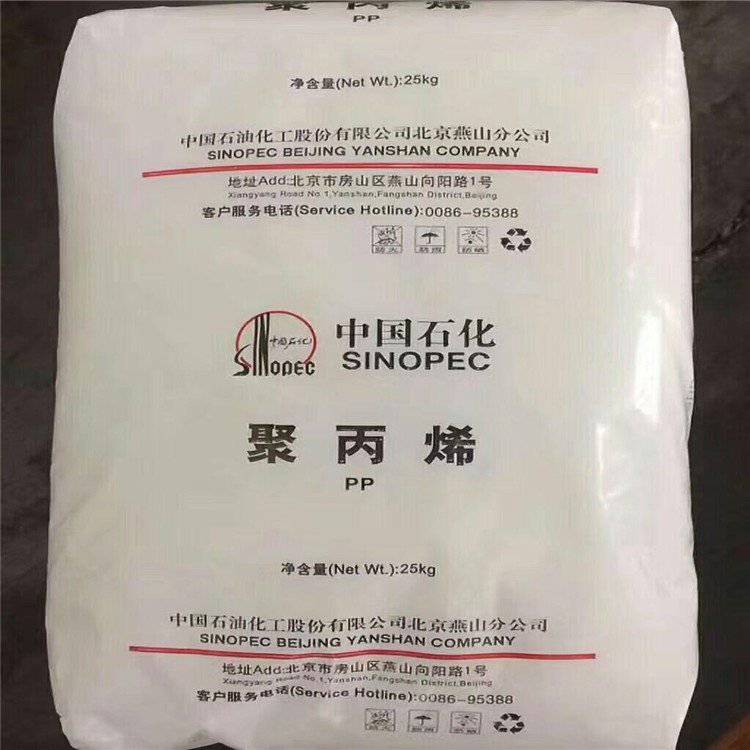 聚丙烯
PP
净含量(Net Wt.):25kg
中国石油化工股份有限公司北京燕山分公司
SINOPEC BEIJING YANSHAN COMPANY
地址Add:北京市房山区燕山向阳路1号
Xiangyang Road No.1,Yanshan,Fangshan District,Beijing
客户服务电话(Service Hotline):0086-95388
防火 防雨 防晒
中国石化
SINOPEC
中国石化
SINOPEC
聚丙烯
PP
净含量(Net Wt.):25kg
中国石油化工股份有限公司北京燕山分公司
SINOPEC BEIJING YANSHAN COMPANY
地址Add:北京市房山区燕山向阳路1号
Xiangyang Road No.1,Yanshan,Fangshan District,Beijing
客户服务电话(Service Hotline):0086-95388